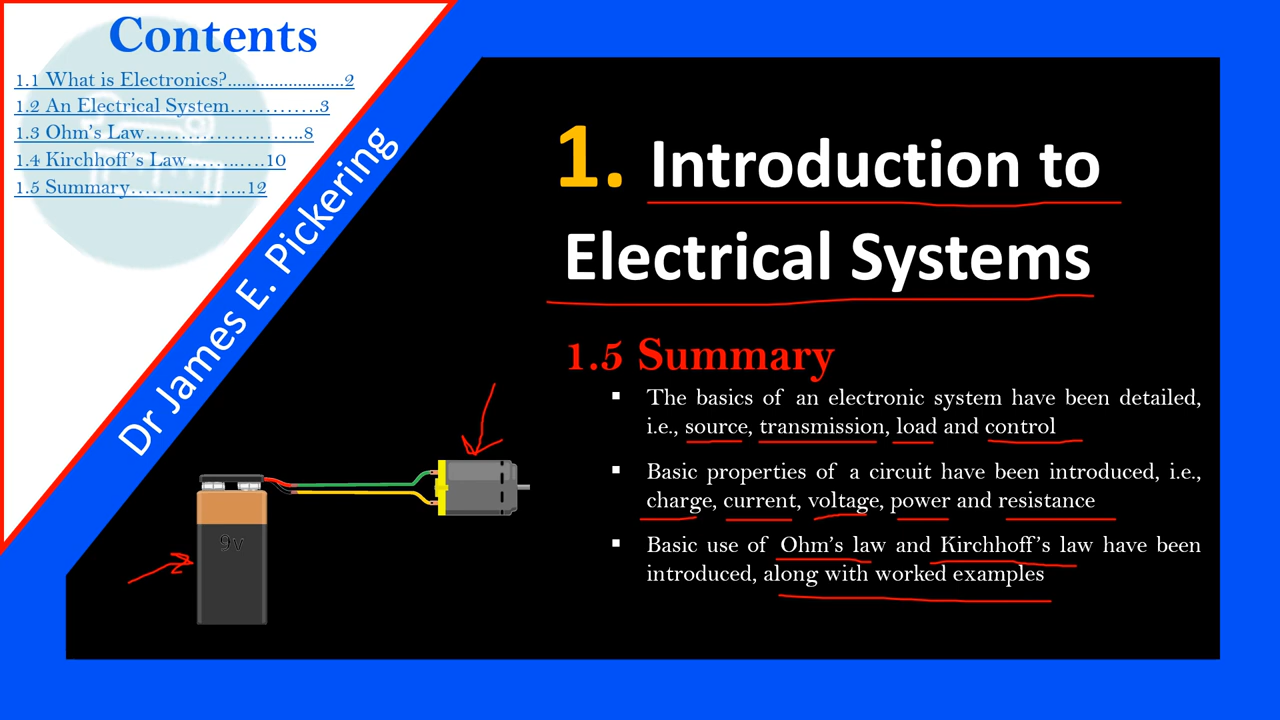 Contents
1.1 What is Electronics?.........................2
1.2 An Electrical System………….3
1.3 Ohm's Law…………………..8
1.4 Kirchhoff's Law…..….….10
1.5 Summary……………..12
Dr James E. Pickering
1. Introduction to
Electrical Systems
1.5 Summary
▪ The basics of an electronic system have been detailed,
i.e., source, transmission, load and control
▪ Basic properties of a circuit have been introduced, i.e.,
charge, current, voltage, power and resistance
▪ Basic use of Ohm's law and Kirchhoff's law have been
introduced, along with worked examples
9v